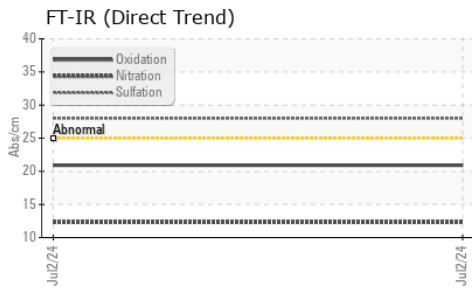 FT-IR (Direct Trend)
40
Oxidation
35
Nitration
Sulfation
30
Abnormal
25
Abs/cm
20
15
10
Jul2/24
Jul2/24